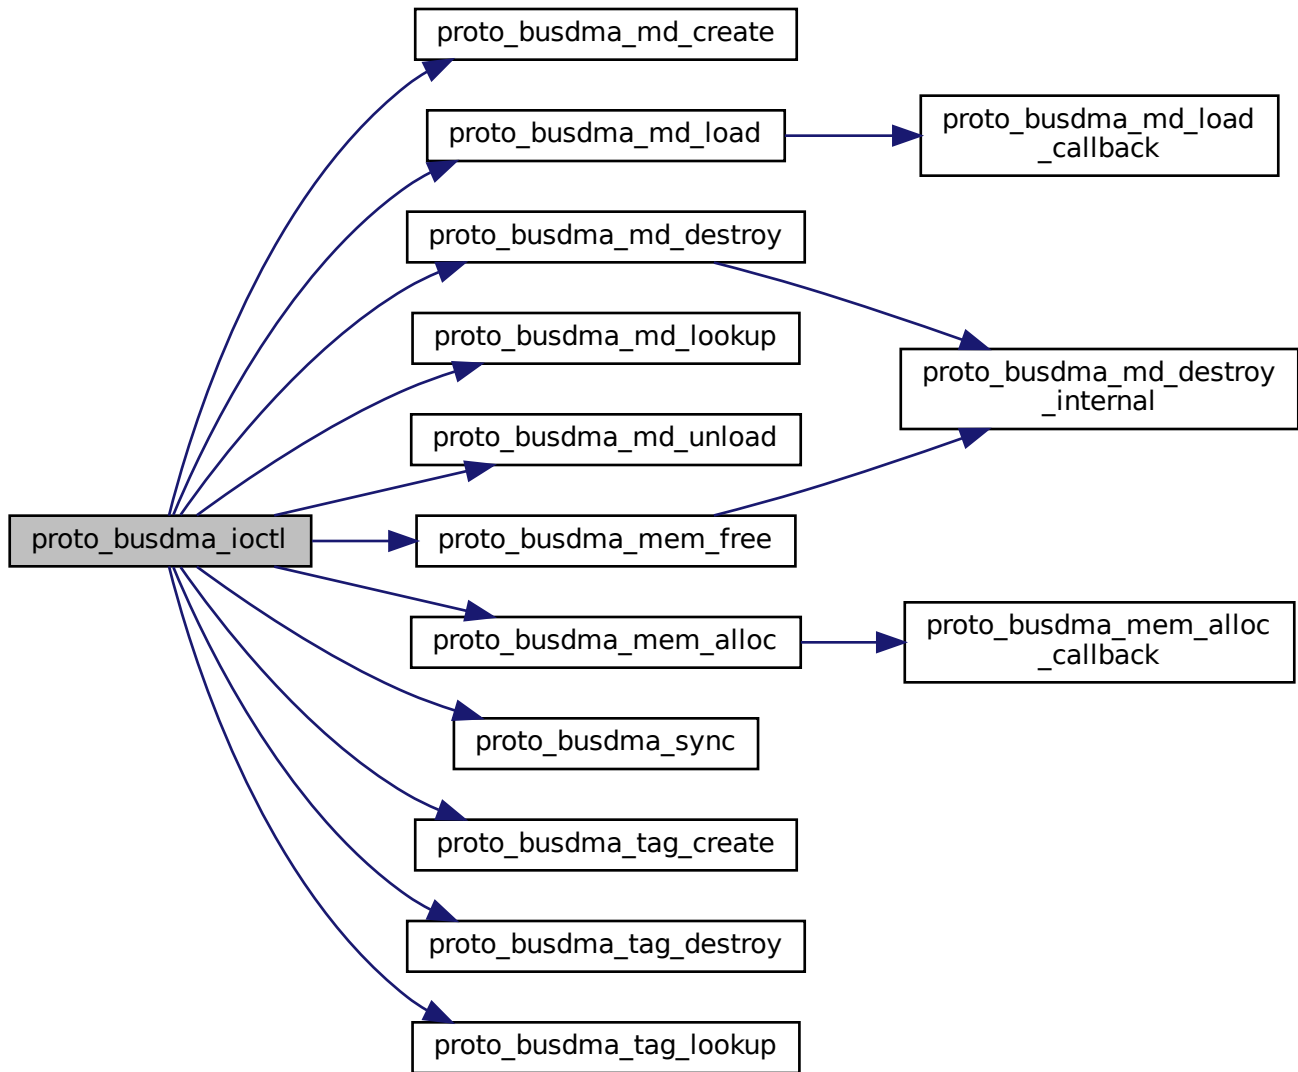 proto_busdma_md_create
proto_busdma_md_load
proto_busdma_md_load
_callback
proto_busdma_md_destroy
proto_busdma_md_lookup
proto_busdma_md_destroy
_internal
proto_busdma_md_unload
proto_busdma_ioctl
proto_busdma_mem_free
proto_busdma_mem_alloc
proto_busdma_mem_alloc
_callback
proto_busdma_sync
proto_busdma_tag_create
proto_busdma_tag_destroy
proto_busdma_tag_lookup